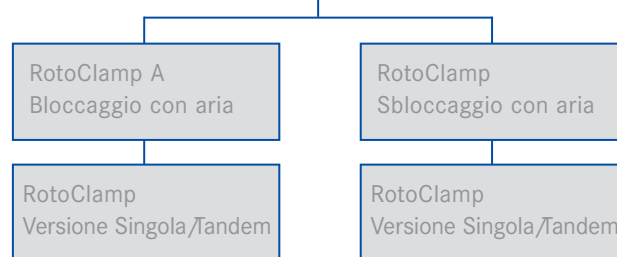 RotoClamp A
Bloccaggio con aria
RotoClamp
Sbloccaggio con aria
RotoClamp
Versione Singola/Tandem
RotoClamp
Versione Singola/Tandem